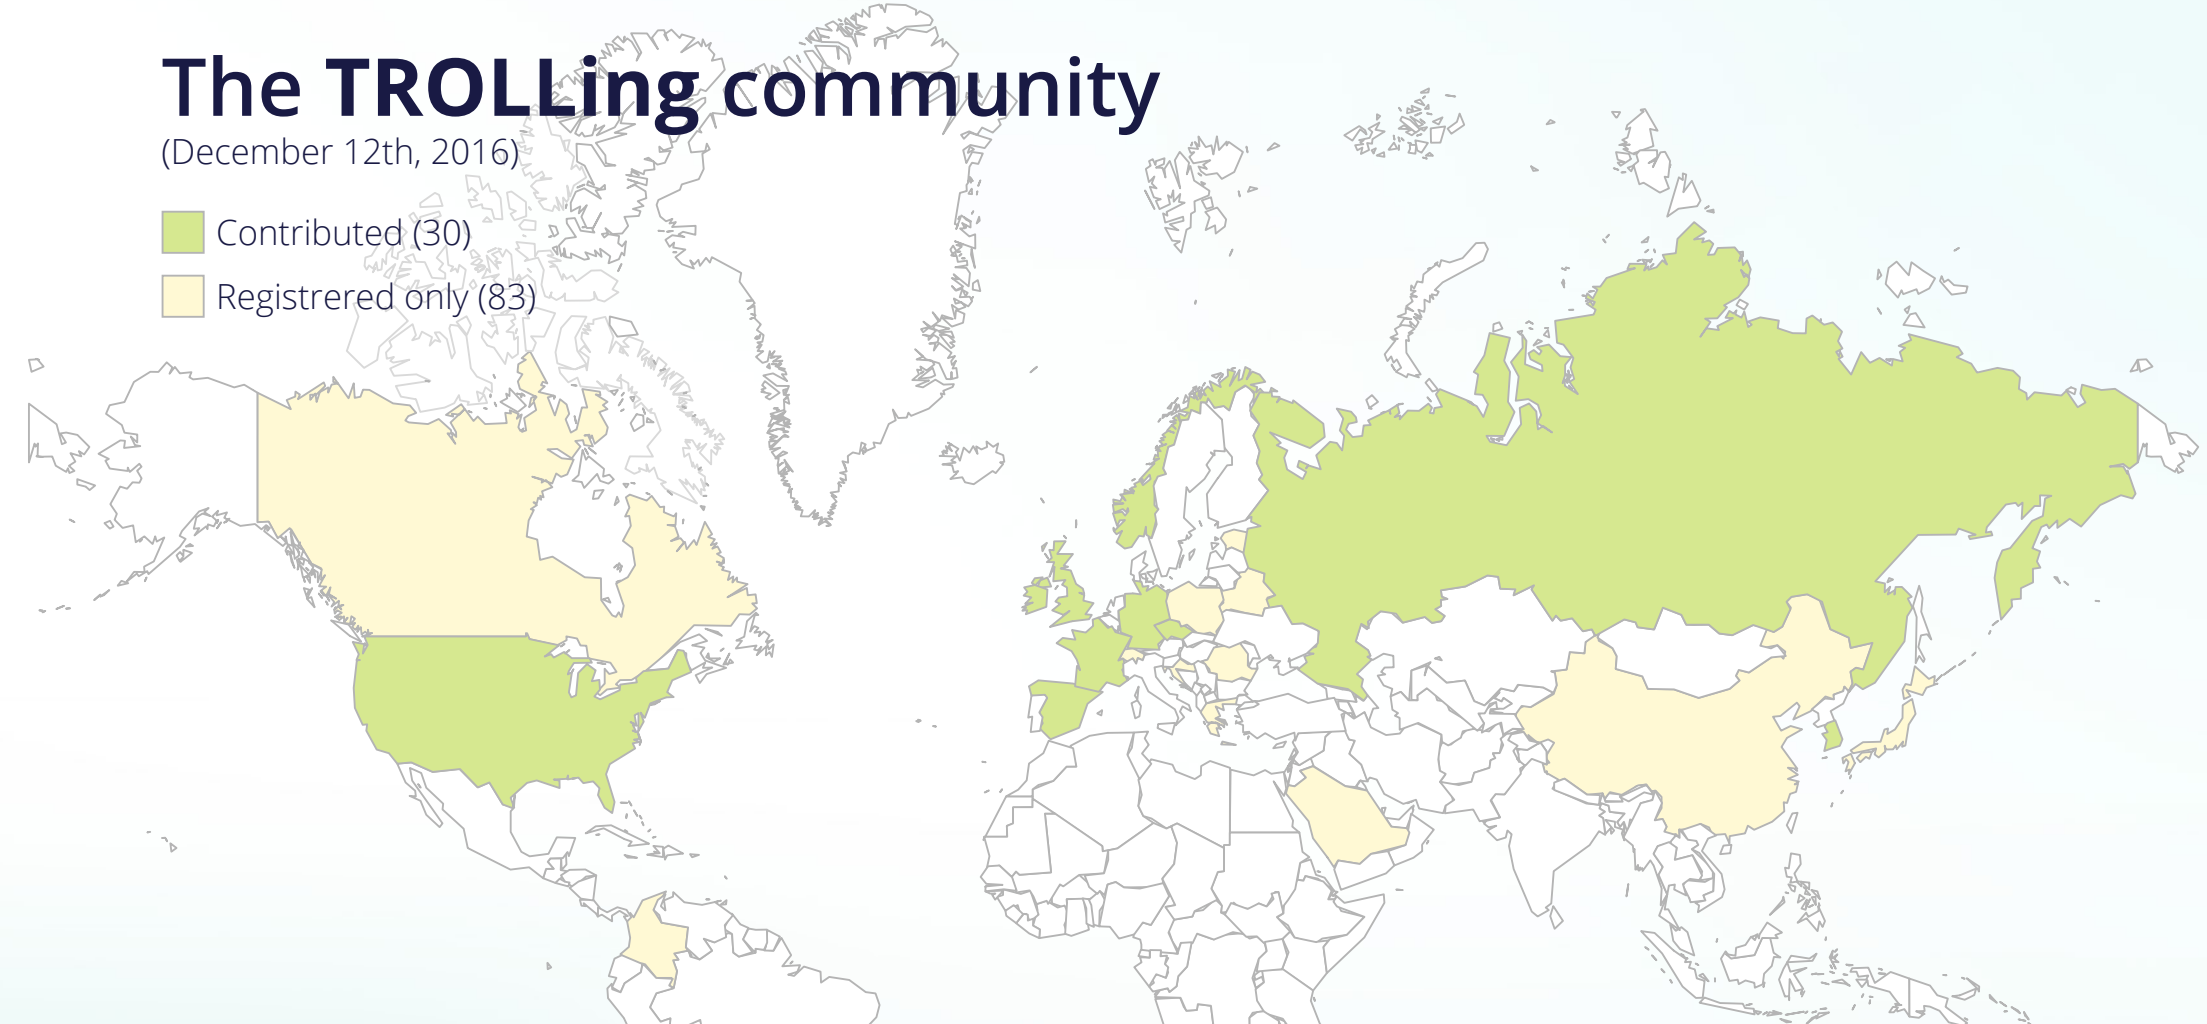 The TROLLing community
(December 12th, 2016)
Contributed (30)
Registrered only (83)